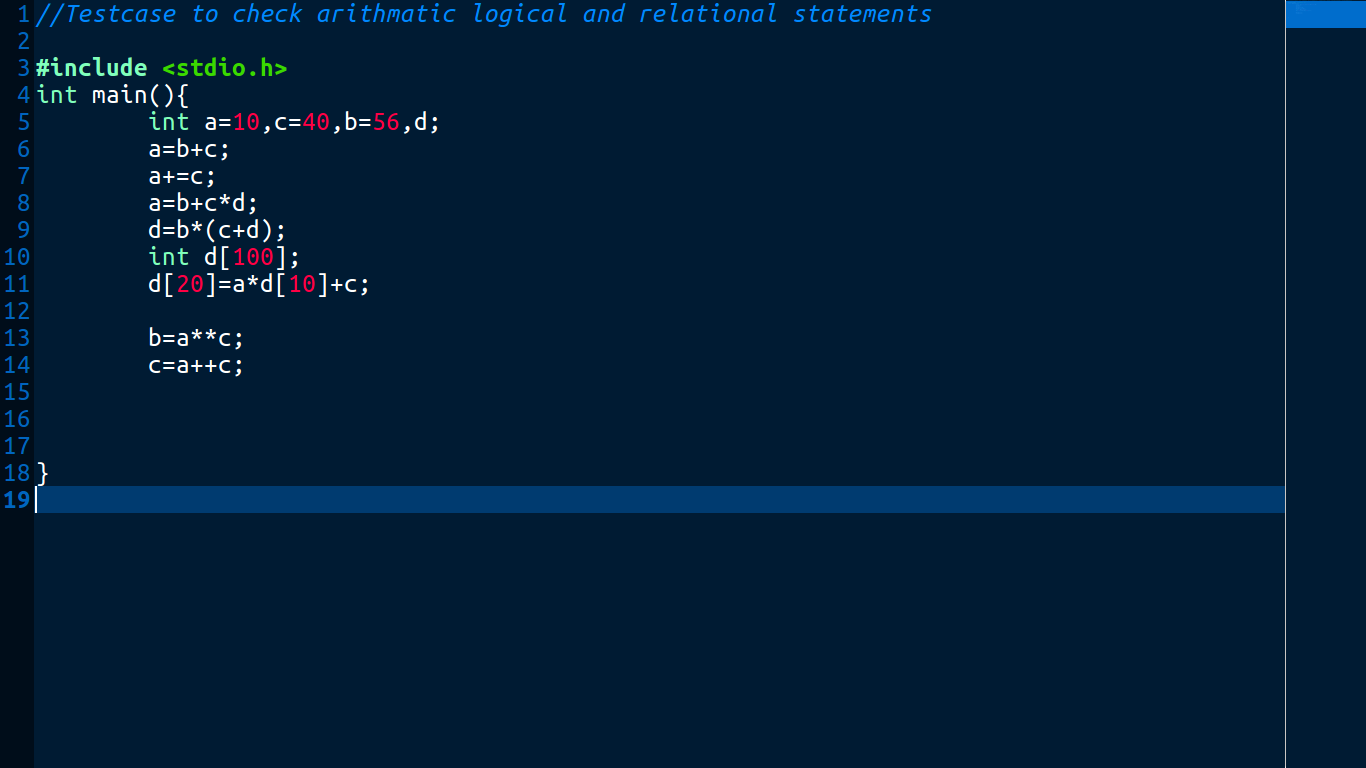 1 //Testcase to check arithmatic logical and relational statements
2
3 #include <stdio.h>
4 int main(){
5         int a=10,c=40,b=56,d;
6         a=b+c;
7         a+=c;
8         a=b+c*d;
9         d=b*(c+d);
10         int d[100];
11         d[20]=a*d[10]+c;
12
13         b=a**c;
14         c=a++c;
15
16
17
18 }
19